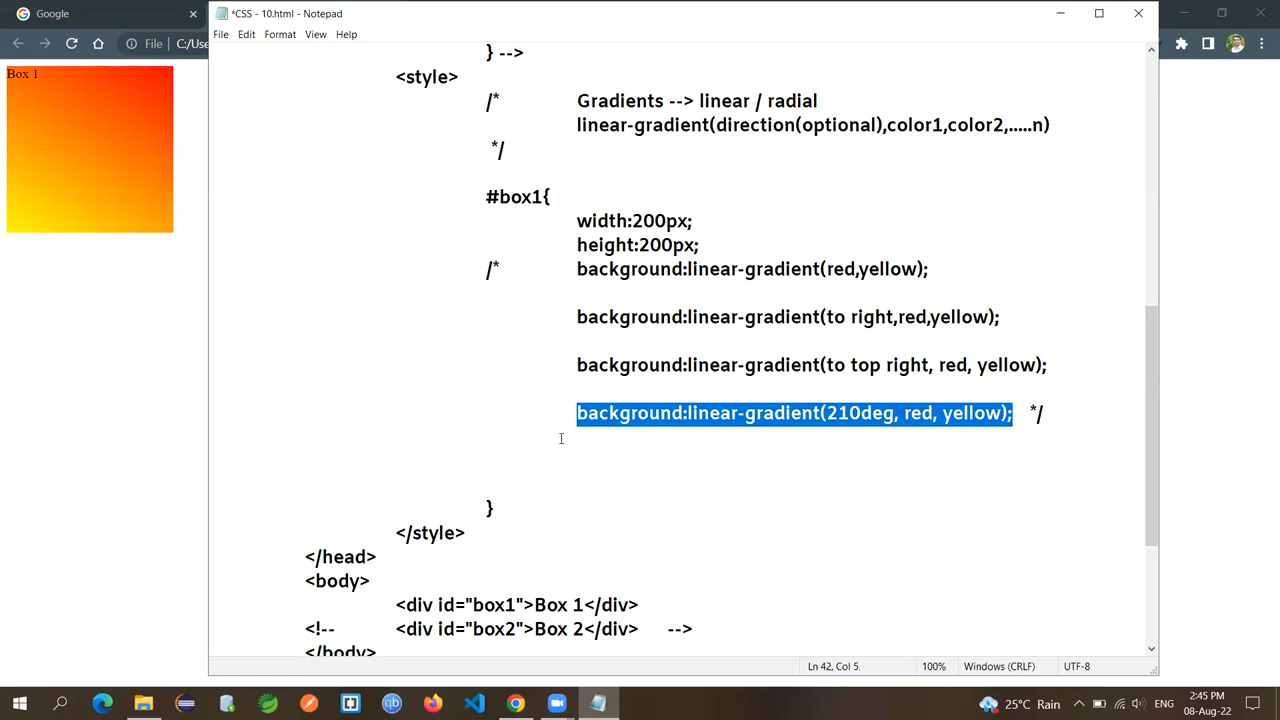 Google
*CSS - 10.html - Notepad
File Edit Format View Help
File C:/Use
Box 1
} -->
<style>
/* Gradients --> linear / radial
linear-gradient(direction(optional),color1,color2,.....n)
*/
#box1{
width:200px;
height:200px;
/* background:linear-gradient(red,yellow);
background:linear-gradient(to right,red,yellow);
background:linear-gradient(to top right, red, yellow);
background:linear-gradient(210deg, red, yellow); */
}
</style>
</head>
<body>
<div id="box1">Box 1</div>
<!-- <div id="box2">Box 2</div> -->
</body>
Ln 42, Col 5 100% Windows (CRLF) UTF-8
qb
25°C Rain
2:45 PM
08-Aug-22